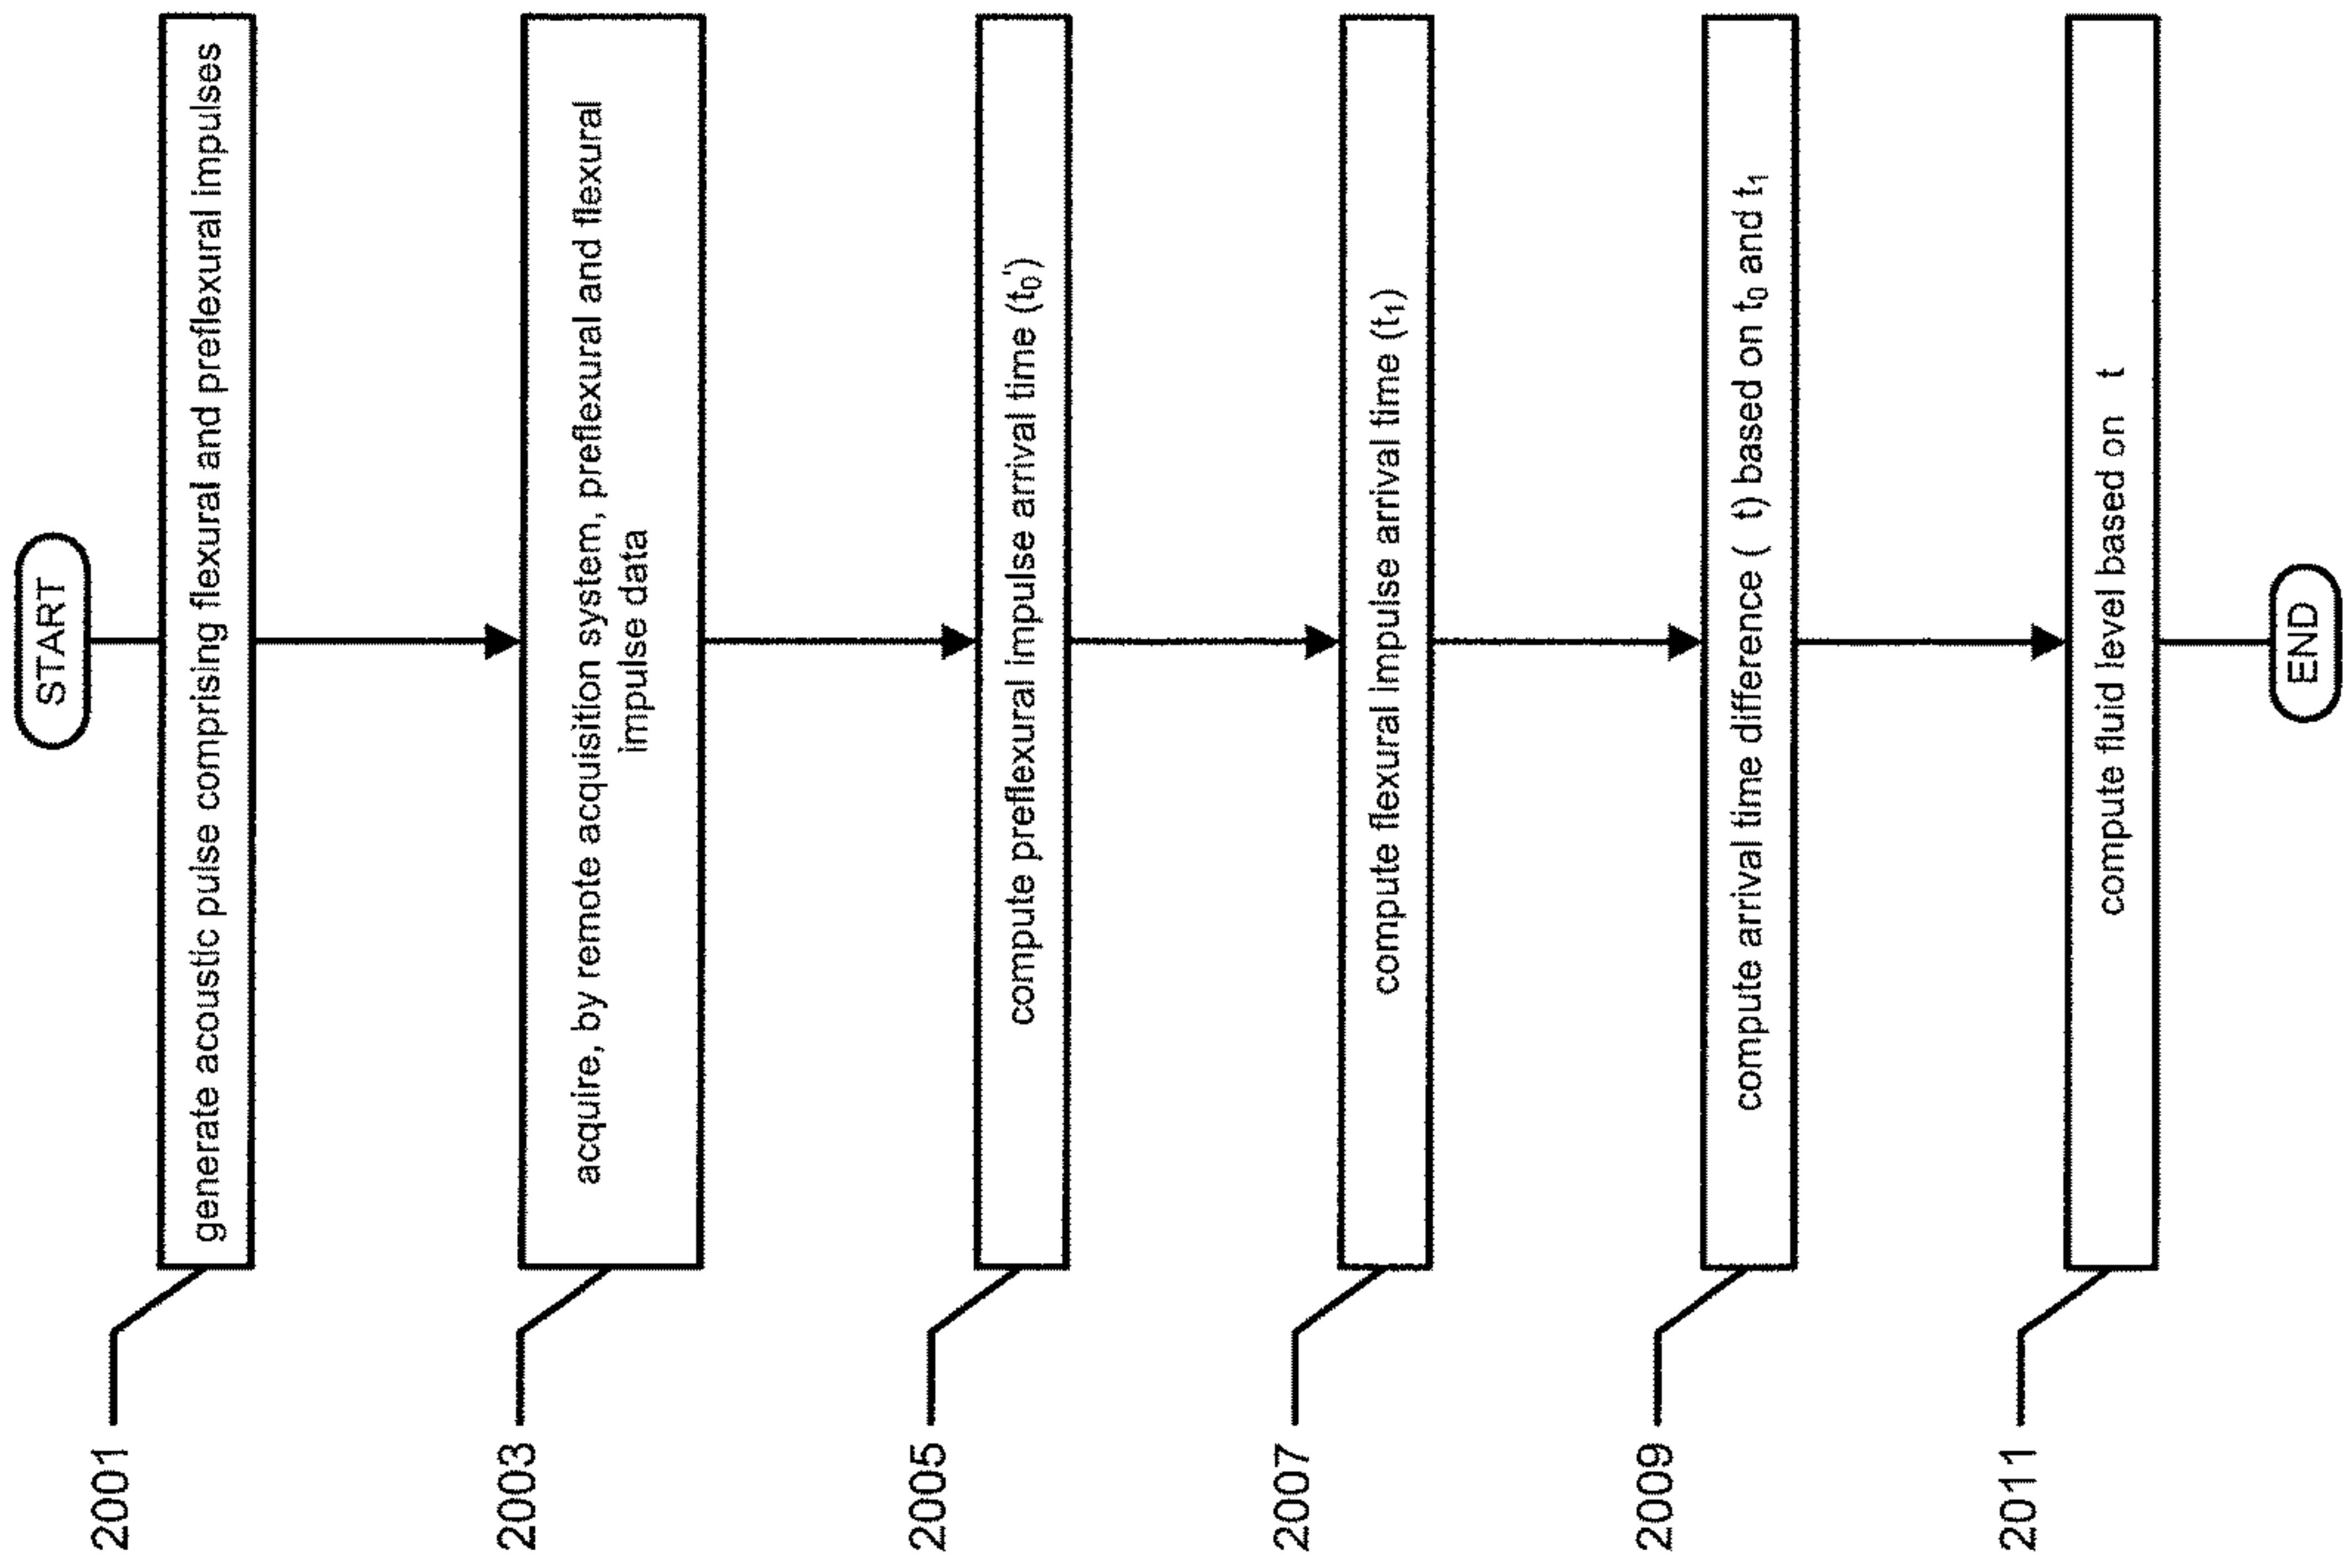 START
2001
generate acoustic pulse comprising flexural and preflexural impulses
2003
acquire, by remote acquisition system, preflexural and flexural
impulse data
2005
compute preflexural impulse arrival time (t₀')
2007
compute flexural impulse arrival time (t₁)
2009
compute arrival time difference ( t) based on t₀ and t₁
2011
compute fluid level based on t
END